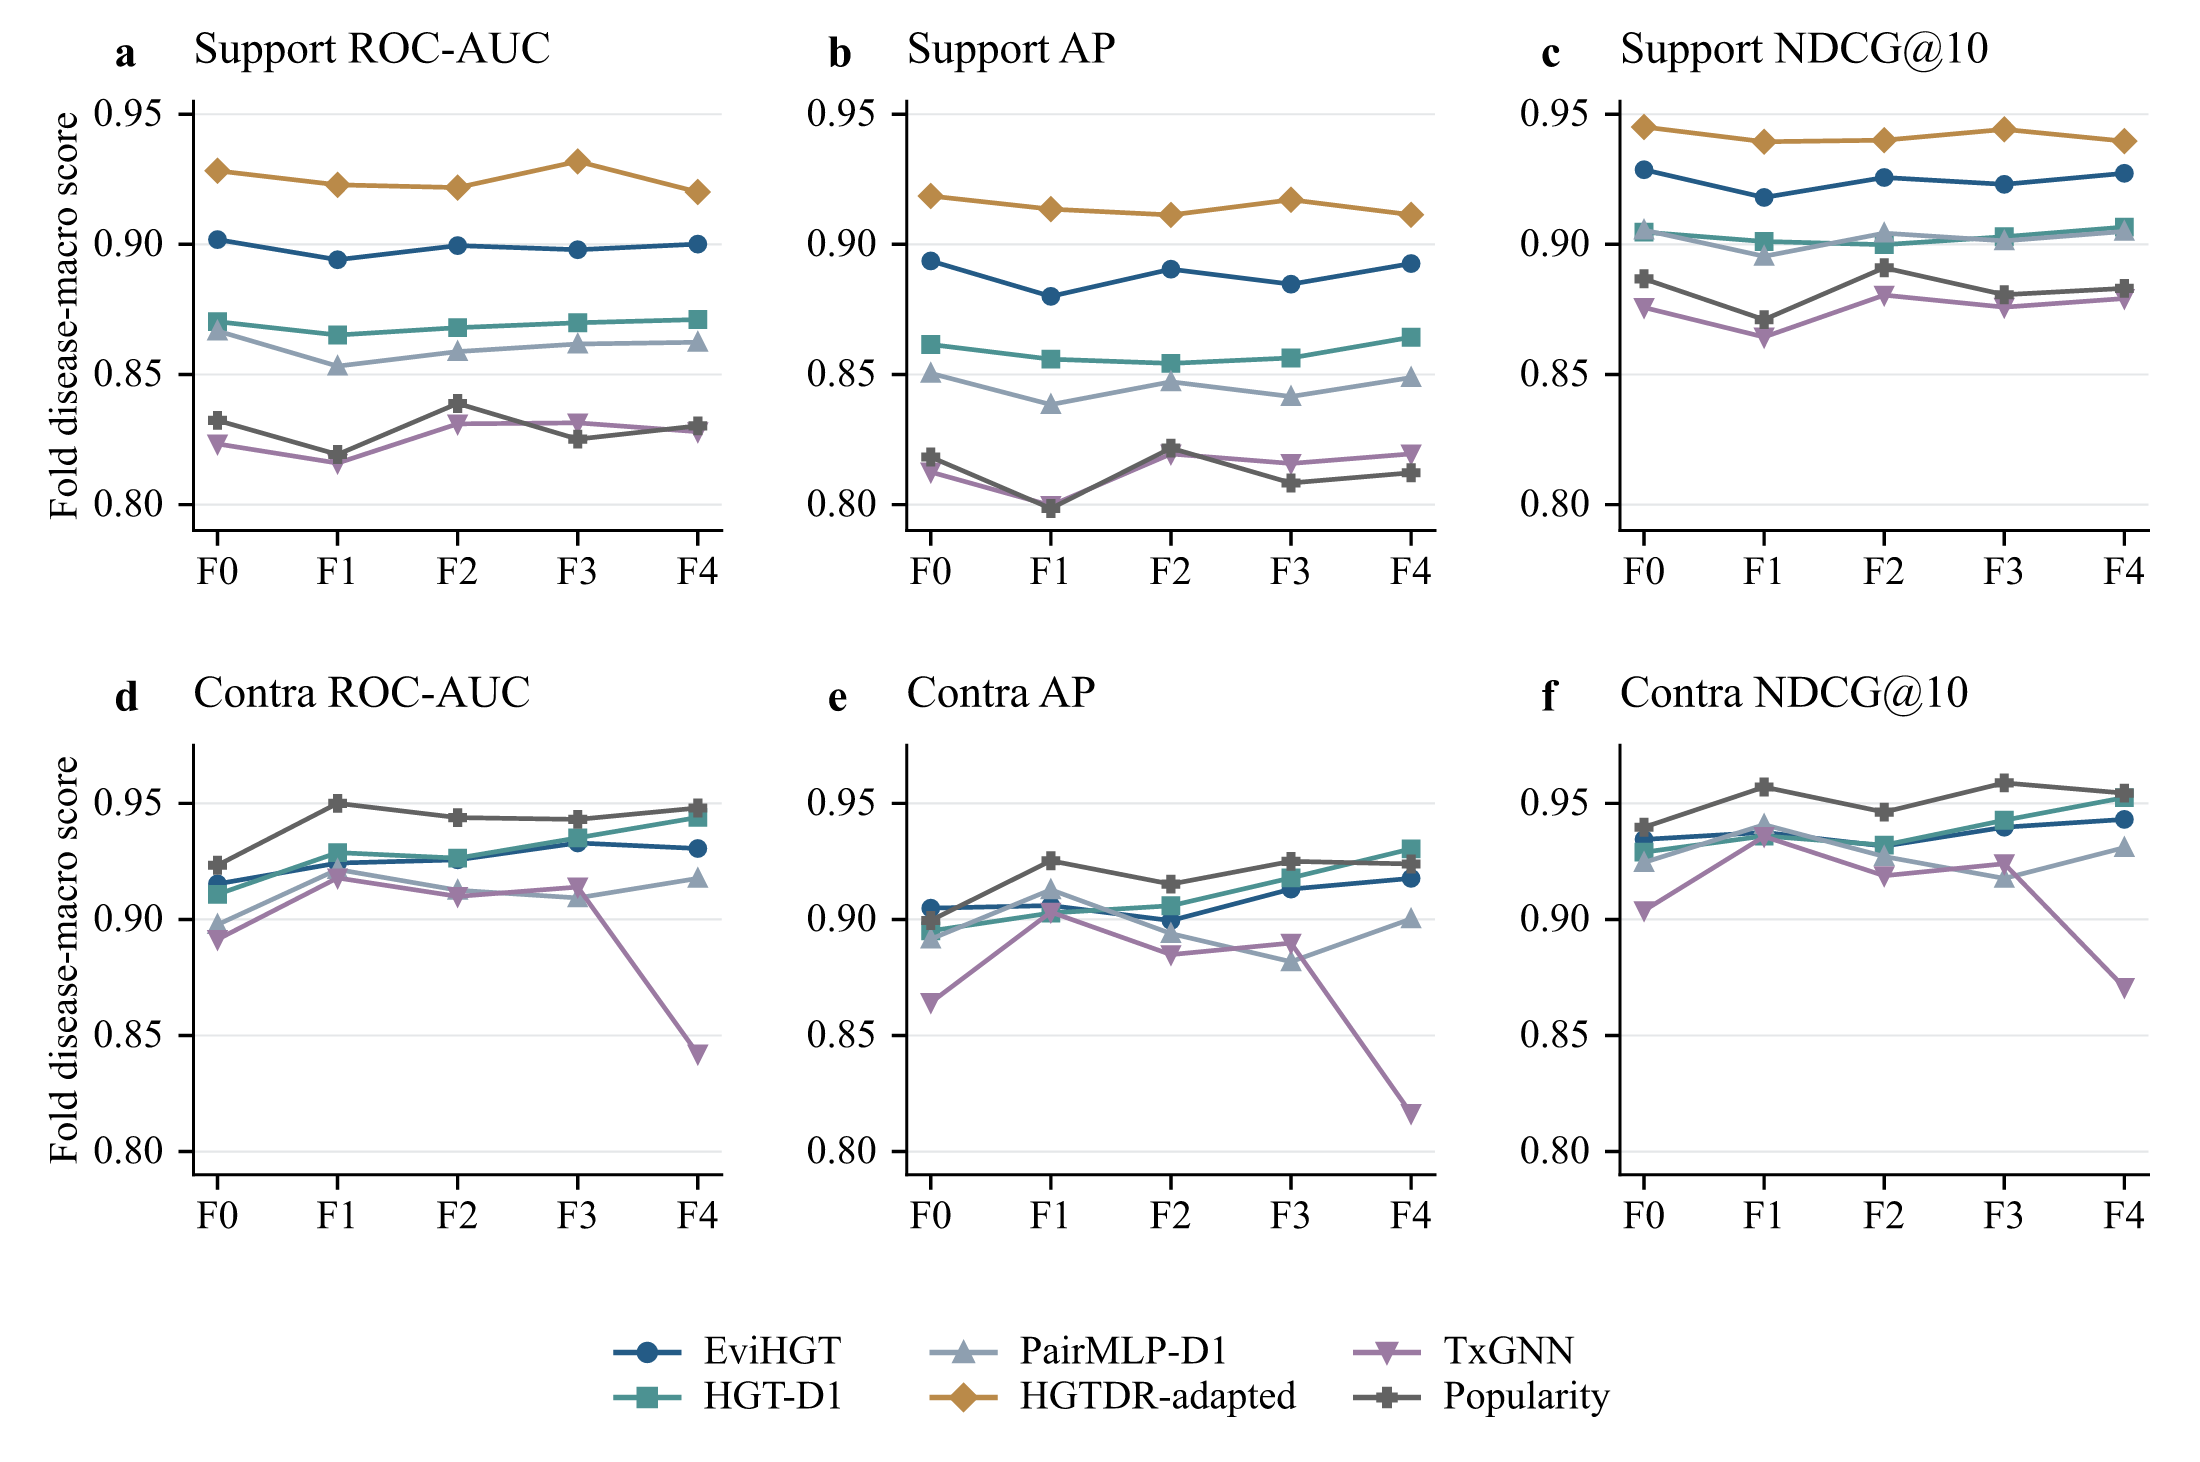 a Support ROC-AUC
b Support AP
c Support NDCG@10
Fold disease-macro score
0.95
0.90
0.85
0.80
F0 F1 F2 F3 F4
0.95
0.90
0.85
0.80
F0 F1 F2 F3 F4
0.95
0.90
0.85
0.80
F0 F1 F2 F3 F4
d Contra ROC-AUC
e Contra AP
f Contra NDCG@10
Fold disease-macro score
0.95
0.90
0.85
0.80
F0 F1 F2 F3 F4
0.95
0.90
0.85
0.80
F0 F1 F2 F3 F4
0.95
0.90
0.85
0.80
F0 F1 F2 F3 F4
EviHGT PairMLP-D1 TxGNN
HGT-D1 HGTDR-adapted Popularity